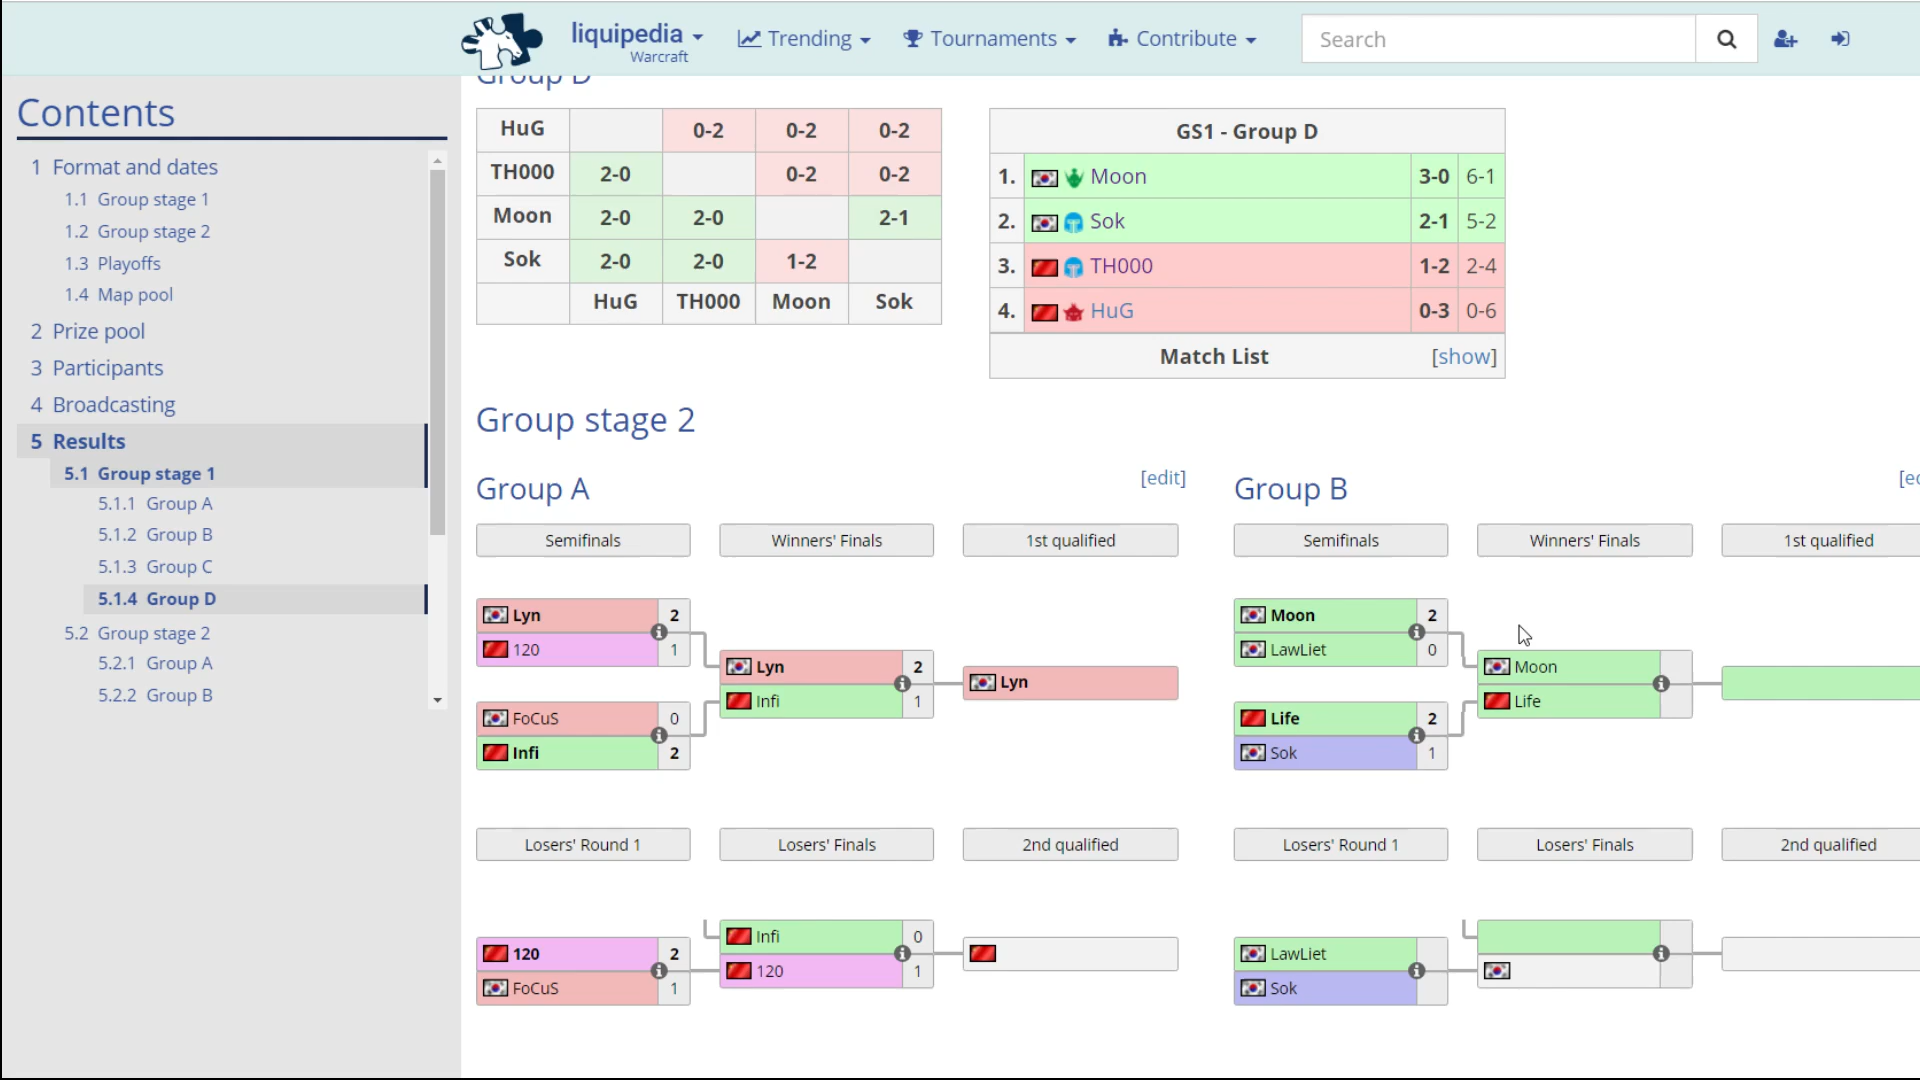 liquipedia
Warcraft
Trending
Tournaments
Contribute
Search
Contents
1 Format and dates
1.1 Group stage 1
1.2 Group stage 2
1.3 Playoffs
1.4 Map pool
2 Prize pool
3 Participants
4 Broadcasting
5 Results
5.1 Group stage 1
5.1.1 Group A
5.1.2 Group B
5.1.3 Group C
5.1.4 Group D
5.2 Group stage 2
5.2.1 Group A
5.2.2 Group B
Group D
HuG 0-2 0-2 0-2
TH000 2-0 0-2 0-2
Moon 2-0 2-0 2-1
Sok 2-0 2-0 1-2
HuG TH000 Moon Sok
GS1 - Group D
1. Moon 3-0 6-1
2. Sok 2-1 5-2
3. TH000 1-2 2-4
4. HuG 0-3 0-6
Match List [show]
Group stage 2
Group A [edit]
Semifinals Winners' Finals 1st qualified
Lyn 2
120 1
FoCuS 0
Infi 2
Lyn 2
Infi 1
Lyn
Losers' Round 1 Losers' Finals 2nd qualified
120 2
FoCuS 1
Infi 0
120 1
Group B
Semifinals Winners' Finals 1st qualified
Moon 2
LawLiet 0
Life 2
Sok 1
Moon
Life
Losers' Round 1 Losers' Finals 2nd qualified
LawLiet
Sok